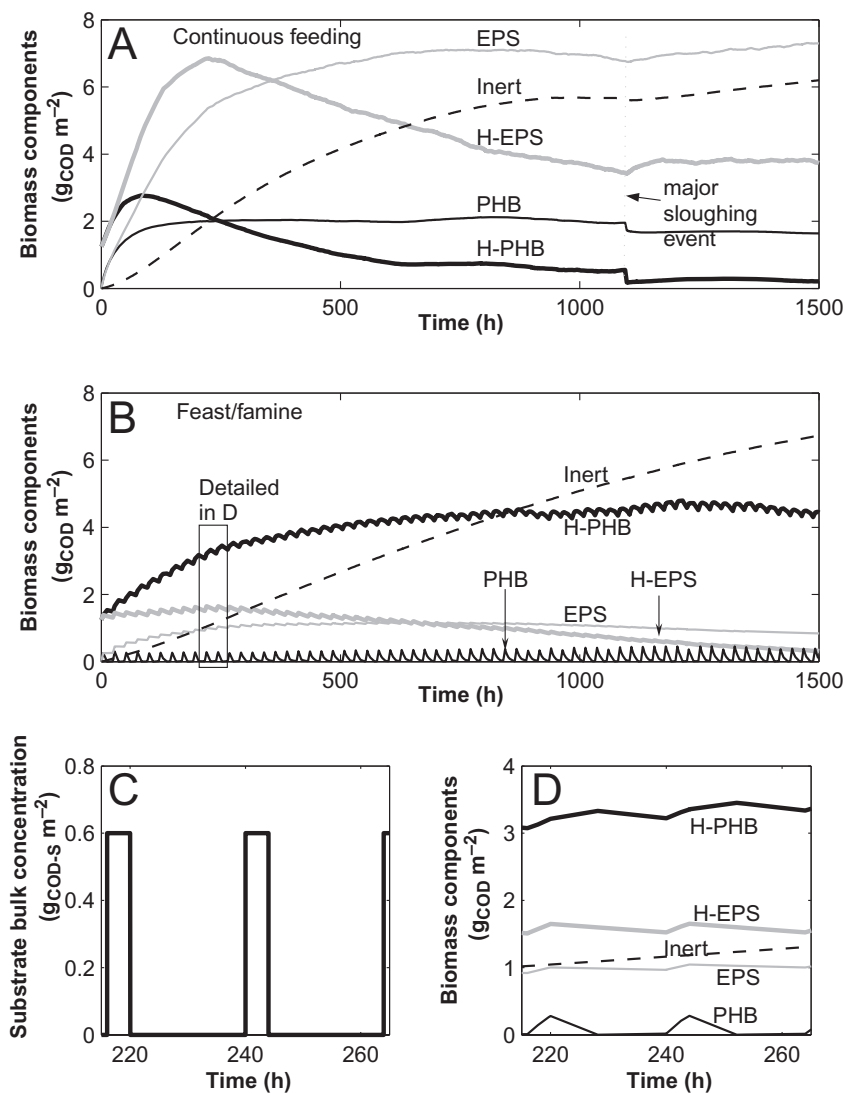 A
Continuous feeding
EPS
Inert
H-EPS
PHB
H-PHB
major
sloughing
event
Biomass components
(gCOD m−2)
8
6
4
2
0
0
500
1000
1500
Time (h)
B
Feast/famine
Detailed
in D
Inert
H-PHB
PHB
H-EPS
EPS
Biomass components
(gCOD m−2)
8
6
4
2
0
0
500
1000
1500
Time (h)
C
Substrate bulk concentration
(gCOD-S m−2)
0.8
0.6
0.4
0.2
0
220
240
260
Time (h)
D
H-PHB
H-EPS
Inert
EPS
PHB
Biomass components
(gCOD m−2)
4
3
2
1
0
220
240
260
Time (h)